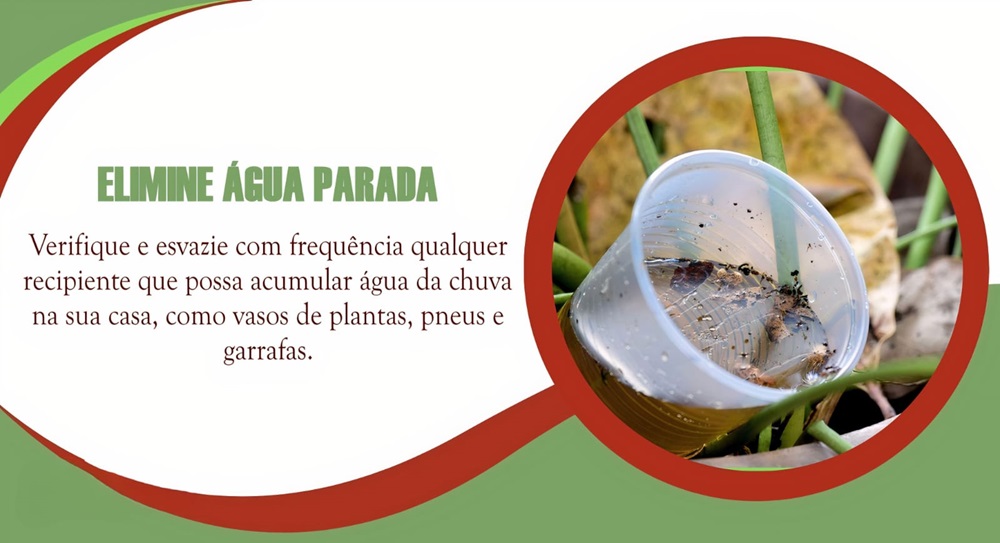 ELIMINE ÁGUA PARADA
Verifique e esvazie com frequência qualquer
recipiente que possa acumular água da chuva
na sua casa, como vasos de plantas, pneus e
garrafas.